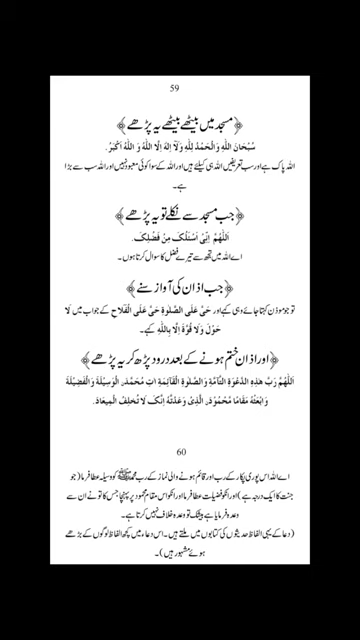 59
﴿مسجد میں بیٹھے بیٹھے یہ پڑھے﴾
سُبْحَانَ اللّٰهِ وَالْحَمْدُ لِلّٰهِ وَلَآ اِلٰهَ اِلَّا اللّٰهُ وَ اللّٰهُ اَكْبَرُ.
اللہ پاک ہے اور سب تعریفیں اللہ ہی کیلئے ہیں اور اللہ کے سوا کوئی معبود نہیں اور اللہ سب سے بڑا
ہے۔
﴿جب مسجد سے نکلے تو یہ پڑھے﴾
اَللّٰهُمَّ اِنِّیْ اَسْئَلُکَ مِنْ فَضْلِکَ.
اے اللہ میں تجھ سے تیرے فضل کا سوال کرتا ہوں۔
﴿جب اذان کی آواز سنے﴾
تو جو مؤذن کہتا جائے وہی کہے اور حَیَّ عَلَی الصَّلٰوةِ حَیَّ عَلَی الْفَلَاحِ کے جواب میں لَا
حَوْلَ وَلَا قُوَّةَ اِلَّا بِاللّٰهِ کہے۔
﴿اور اذان ختم ہونے کے بعد درود پڑھ کر یہ پڑھے﴾
اَللّٰهُمَّ رَبَّ هٰذِهِ الدَّعْوَةِ التَّآمَّةِ وَالصَّلٰوةِ الْقَآئِمَةِ اٰتِ مُحَمَّدَ ۨ الْوَسِیْلَةَ وَالْفَضِیْلَةَ
وَابْعَثْهُ مَقَامًا مَّحْمُوْدَ ۨ الَّذِیْ وَعَدْتَّهُ اِنَّکَ لَا تُخْلِفُ الْمِیْعَادَ.
60
اے اللہ اس پوری پکار کے رب اور قائم ہونے والی نماز کے رب محمد ﷺ کو وسیلہ عطا فرما (جو
جنت کا ایک درجہ ہے) اور انکو فضیلت عطا فرما اور انکو اس مقام محمود پر پہنچا جس کا تو نے ان سے
وعدہ فرمایا ہے بیشک تو وعدہ خلاف نہیں کرتا ہے۔
(دعا کے یہی الفاظ حدیثوں کی کتابوں میں ملتے ہیں۔ اس دعاء میں کچھ الفاظ لوگوں کے بڑھے
ہوئے مشہور ہیں)۔